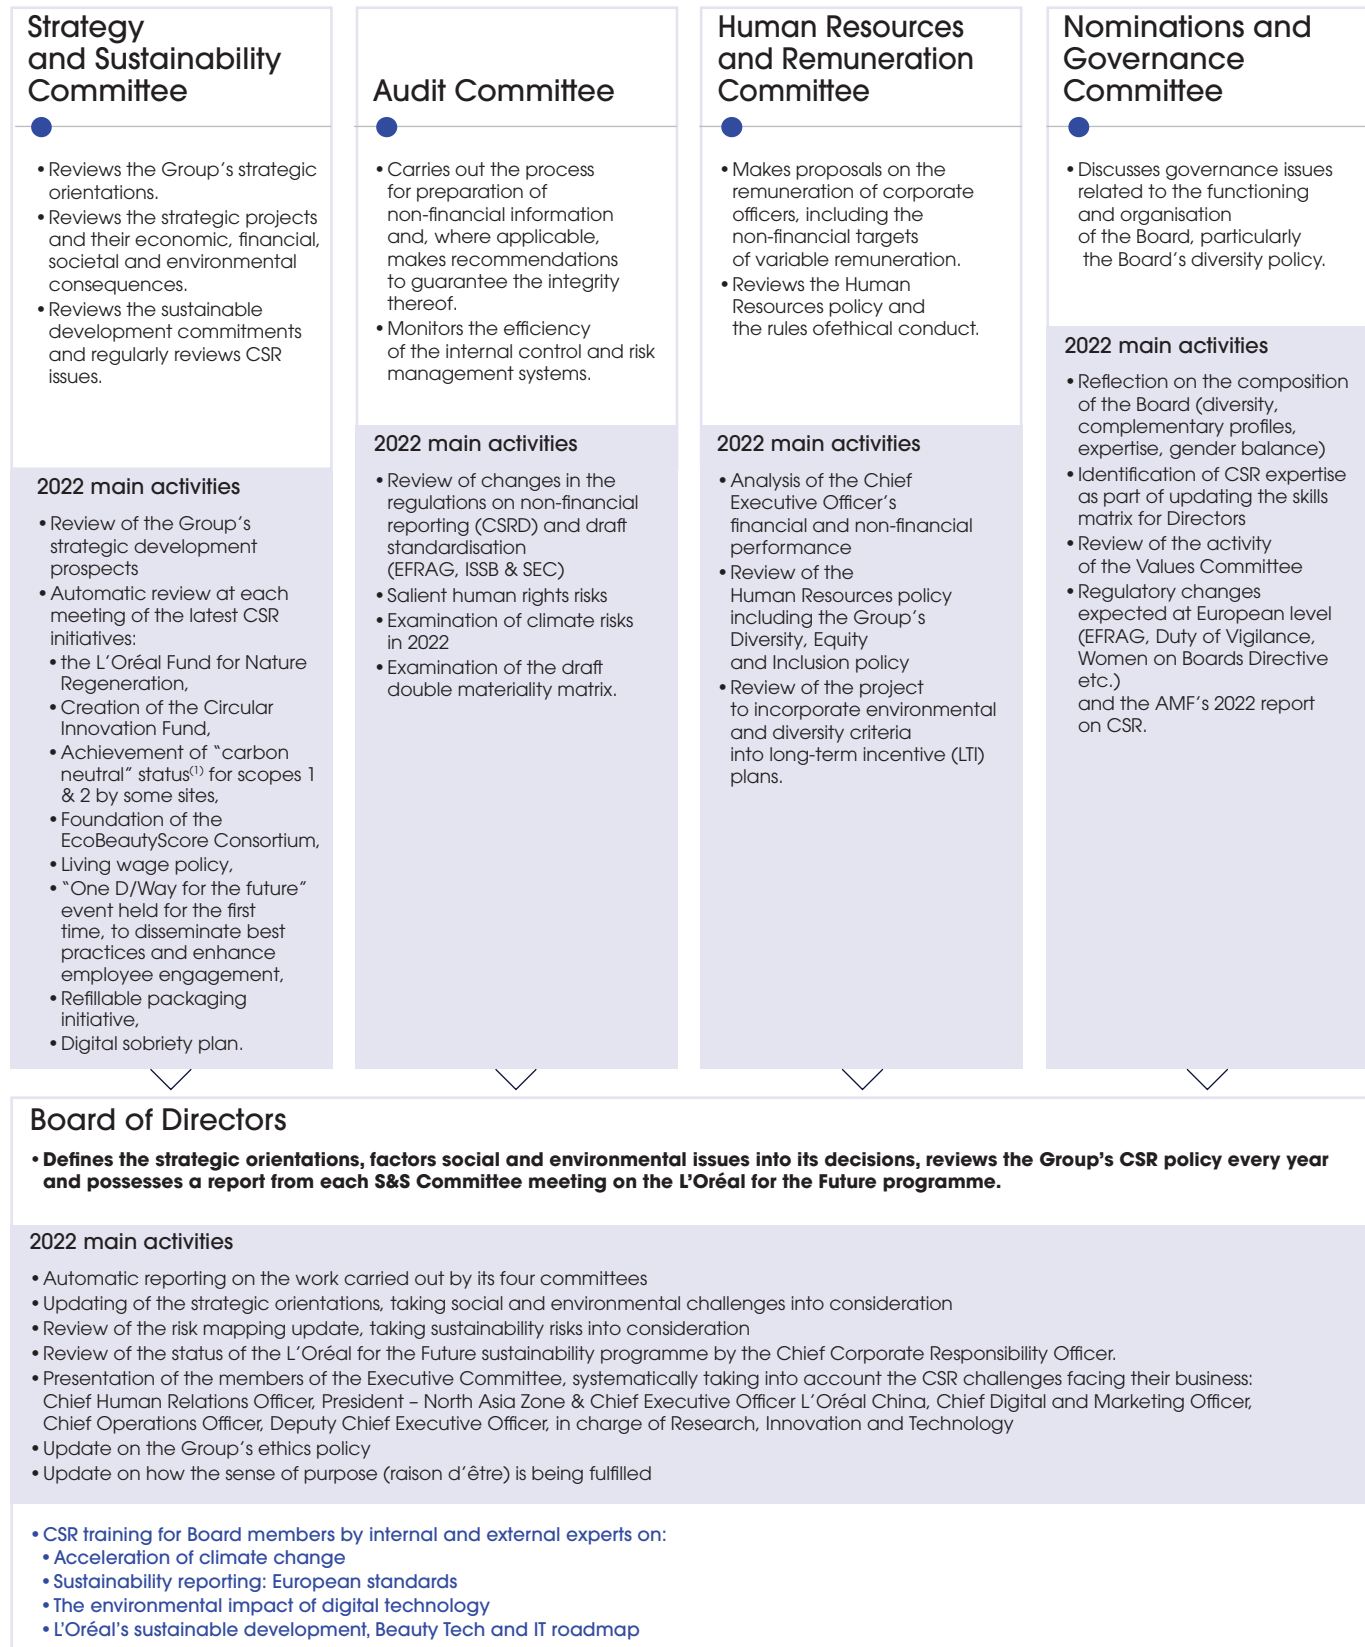 Strategy
and Sustainability
Committee
• Reviews the Group's strategic
orientations.
• Reviews the strategic projects
and their economic, financial,
societal and environmental
consequences.
• Reviews the sustainable
development commitments
and regularly reviews CSR
issues.
2022 main activities
• Review of the Group's
strategic development
prospects
• Automatic review at each
meeting of the latest CSR
initiatives:
• the L'Oréal Fund for Nature
Regeneration,
• Creation of the Circular
Innovation Fund,
• Achievement of "carbon
neutral" status(1) for scopes 1
& 2 by some sites,
• Foundation of the
EcoBeautyScore Consortium,
• Living wage policy,
• "One D/Way for the future"
event held for the first
time, to disseminate best
practices and enhance
employee engagement,
• Refillable packaging
initiative,
• Digital sobriety plan.
Audit Committee
• Carries out the process
for preparation of
non-financial information
and, where applicable,
makes recommendations
to guarantee the integrity
thereof.
• Monitors the efficiency
of the internal control and risk
management systems.
2022 main activities
• Review of changes in the
regulations on non-financial
reporting (CSRD) and draft
standardisation
(EFRAG, ISSB & SEC)
• Salient human rights risks
• Examination of climate risks
in 2022
• Examination of the draft
double materiality matrix.
Human Resources
and Remuneration
Committee
• Makes proposals on the
remuneration of corporate
officers, including the
non-financial targets
of variable remuneration.
• Reviews the Human
Resources policy and
the rules ofethical conduct.
2022 main activities
• Analysis of the Chief
Executive Officer's
financial and non-financial
performance
• Review of the
Human Resources policy
including the Group's
Diversity, Equity
and Inclusion policy
• Review of the project
to incorporate environmental
and diversity criteria
into long-term incentive (LTI)
plans.
Nominations and
Governance
Committee
• Discusses governance issues
related to the functioning
and organisation
of the Board, particularly
the Board's diversity policy.
2022 main activities
• Reflection on the composition
of the Board (diversity,
complementary profiles,
expertise, gender balance)
• Identification of CSR expertise
as part of updating the skills
matrix for Directors
• Review of the activity
of the Values Committee
• Regulatory changes
expected at European level
(EFRAG, Duty of Vigilance,
Women on Boards Directive
etc.)
and the AMF's 2022 report
on CSR.
Board of Directors
• Defines the strategic orientations, factors social and environmental issues into its decisions, reviews the Group's CSR policy every year
and possesses a report from each S&S Committee meeting on the L'Oréal for the Future programme.
2022 main activities
• Automatic reporting on the work carried out by its four committees
• Updating of the strategic orientations, taking social and environmental challenges into consideration
• Review of the risk mapping update, taking sustainability risks into consideration
• Review of the status of the L'Oréal for the Future sustainability programme by the Chief Corporate Responsibility Officer.
• Presentation of the members of the Executive Committee, systematically taking into account the CSR challenges facing their business:
Chief Human Relations Officer, President – North Asia Zone & Chief Executive Officer L'Oréal China, Chief Digital and Marketing Officer,
Chief Operations Officer, Deputy Chief Executive Officer, in charge of Research, Innovation and Technology
• Update on the Group's ethics policy
• Update on how the sense of purpose (raison d'être) is being fulfilled
• CSR training for Board members by internal and external experts on:
• Acceleration of climate change
• Sustainability reporting: European standards
• The environmental impact of digital technology
• L'Oréal's sustainable development, Beauty Tech and IT roadmap